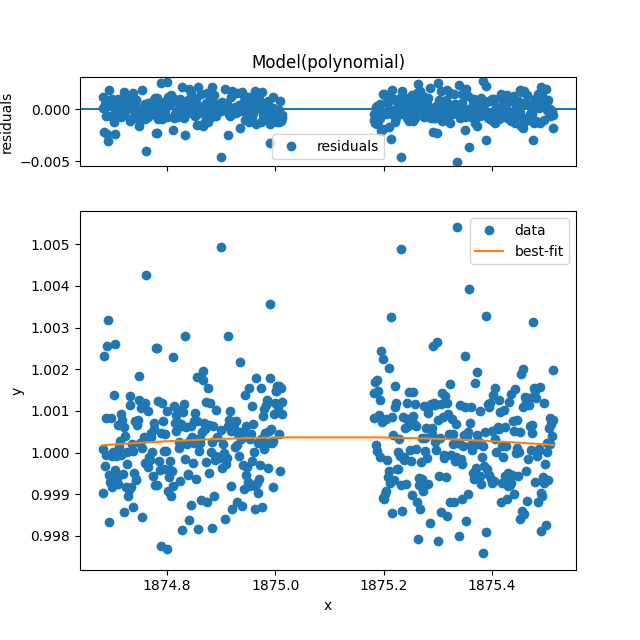 Model(polynomial)
residuals
0.000
−0.005
residuals
y
1.005
1.004
1.003
1.002
1.001
1.000
0.999
0.998
data
best-fit
1874.8 1875.0 1875.2 1875.4
x